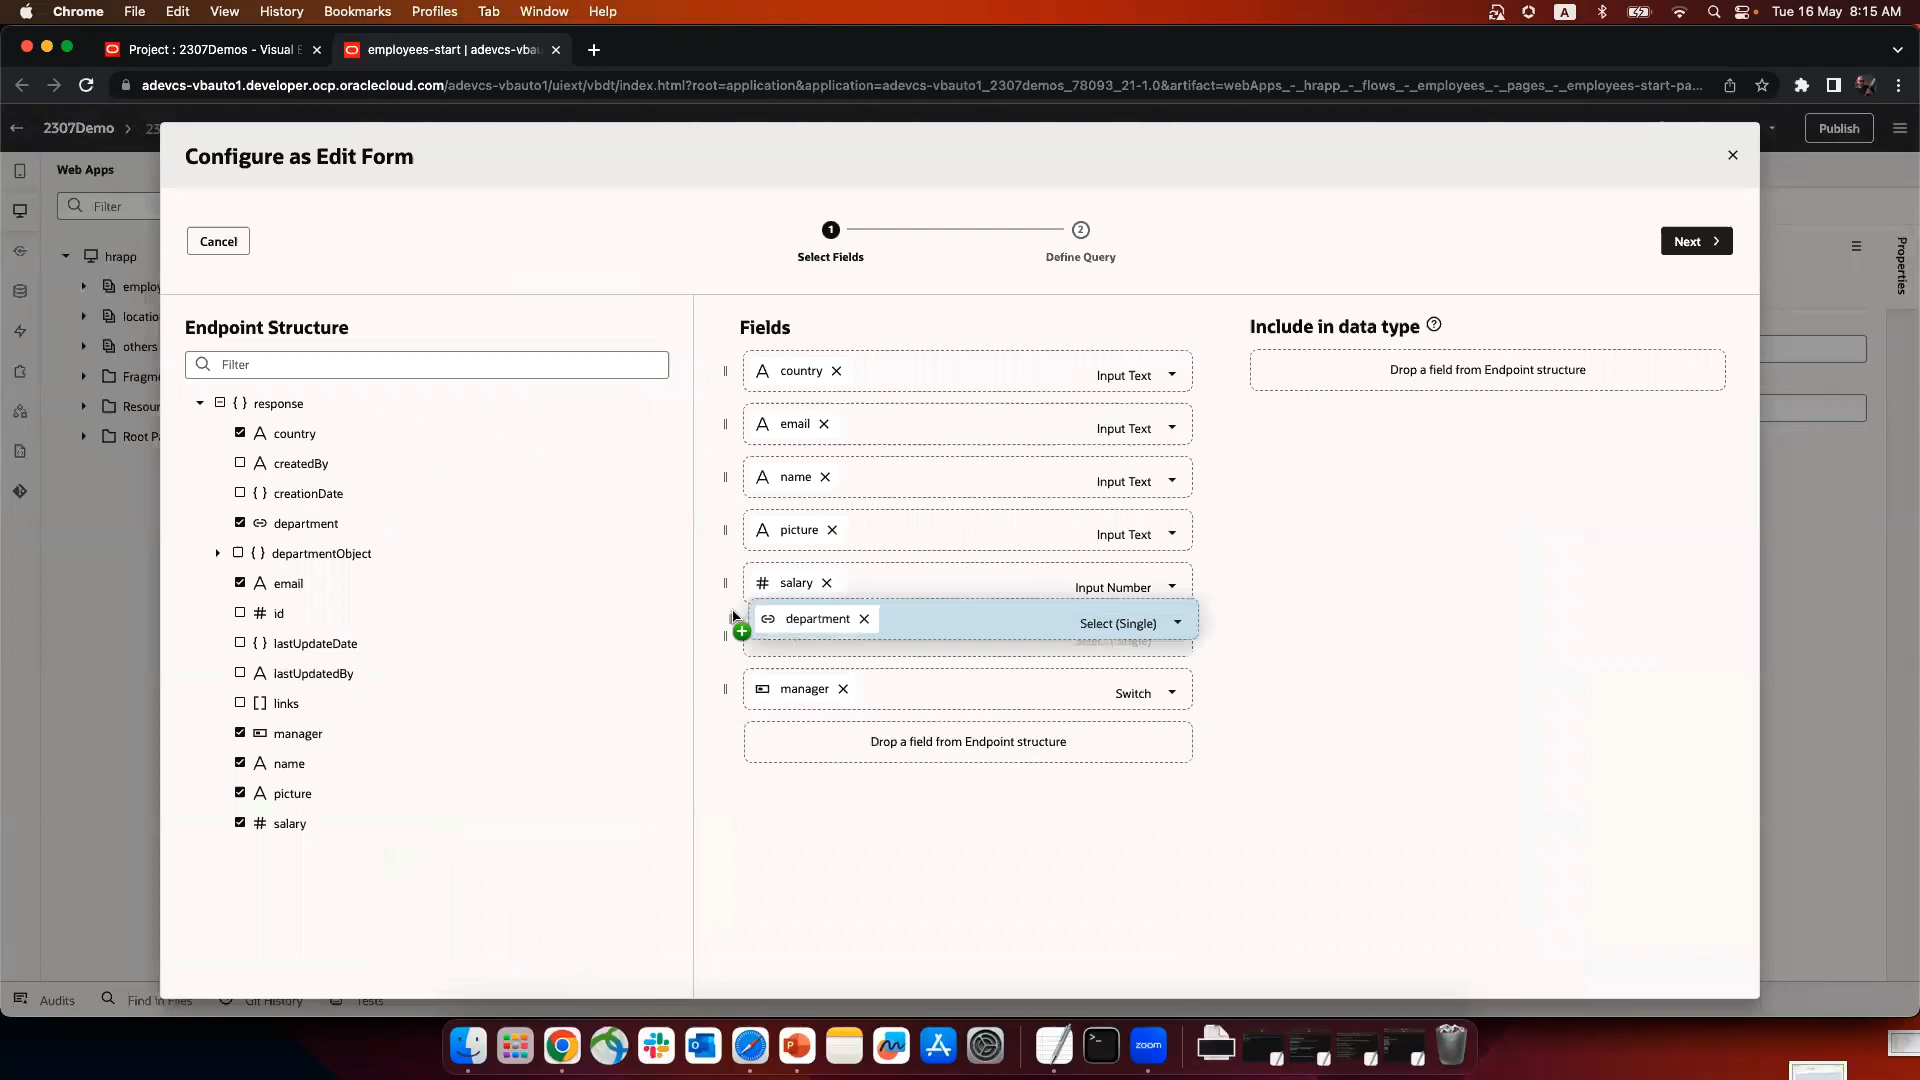 Chrome File Edit View History Bookmarks Profiles Tab Window Help A Tue 16 May 8:15 AM
Project : 2307Demos - Visual employees-start | adevcs-vba
adevcs-vbauto1.developer.ocp.oraclecloud.com/adevcs-vbauto1/uiext/vbdt/index.html?root=application&application=adevcs-vbauto1_2307demos_78093_21-1.0&artifact=webApps_-_hrapp_-_flows_-_employees_-_pages_-_employees-start-pa...
2307Demo Publish
Configure as Edit Form
Web Apps
Filter
Cancel
1 2
Select Fields Define Query
Next
Properties
hrapp
employ
locatio
others
Fragme
Resour
Root Pa
Endpoint Structure
Filter
response
country
createdBy
creationDate
department
departmentObject
email
id
lastUpdateDate
lastUpdatedBy
links
manager
name
picture
salary
Fields
country Input Text
email Input Text
name Input Text
picture Input Text
salary Input Number
department Select (Single)
Select (Single)
manager Switch
Drop a field from Endpoint structure
Include in data type
Drop a field from Endpoint structure
Audits Find in Files Git History Tests
zoom